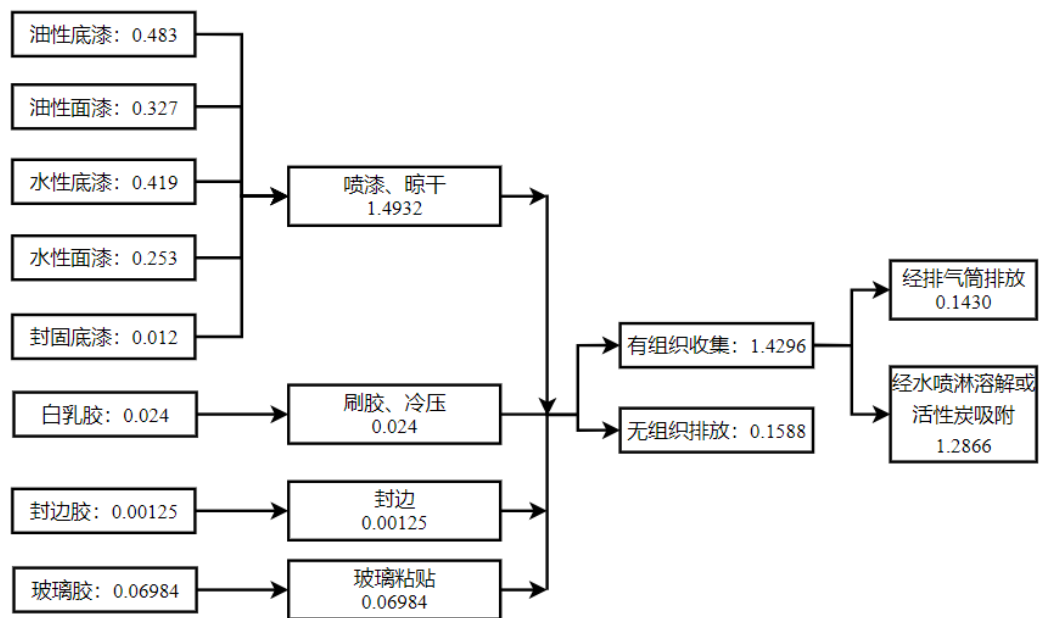 油性底漆：0.483
油性面漆：0.327
水性底漆：0.419
水性面漆：0.253
封固底漆：0.012
白乳胶：0.024
封边胶：0.00125
玻璃胶：0.06984
喷漆、晾干
1.4932
刷胶、冷压
0.024
封边
0.00125
玻璃粘贴
0.06984
有组织收集：1.4296
无组织排放：0.1588
经排气筒排放
0.1430
经水喷淋溶解或
活性炭吸附
1.2866